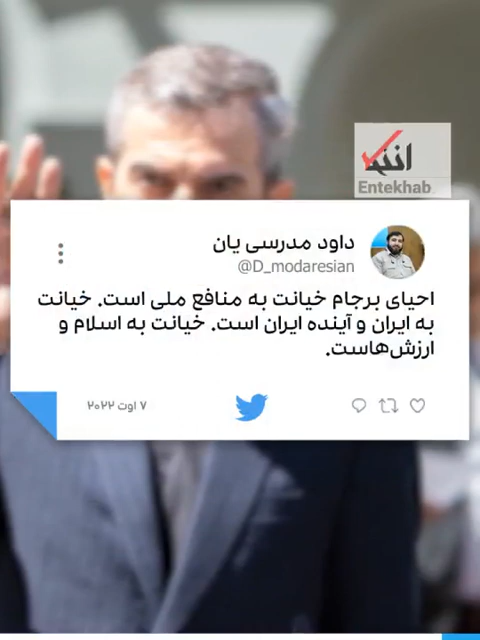 انتخاب
Entekhab
داود مدرسی یان
@D_modaresian
احیای برجام خیانت به منافع ملی است. خیانت
به ایران و آینده ایران است. خیانت به اسلام و
ارزش‌هاست.
۷ اوت ۲۰۲۲